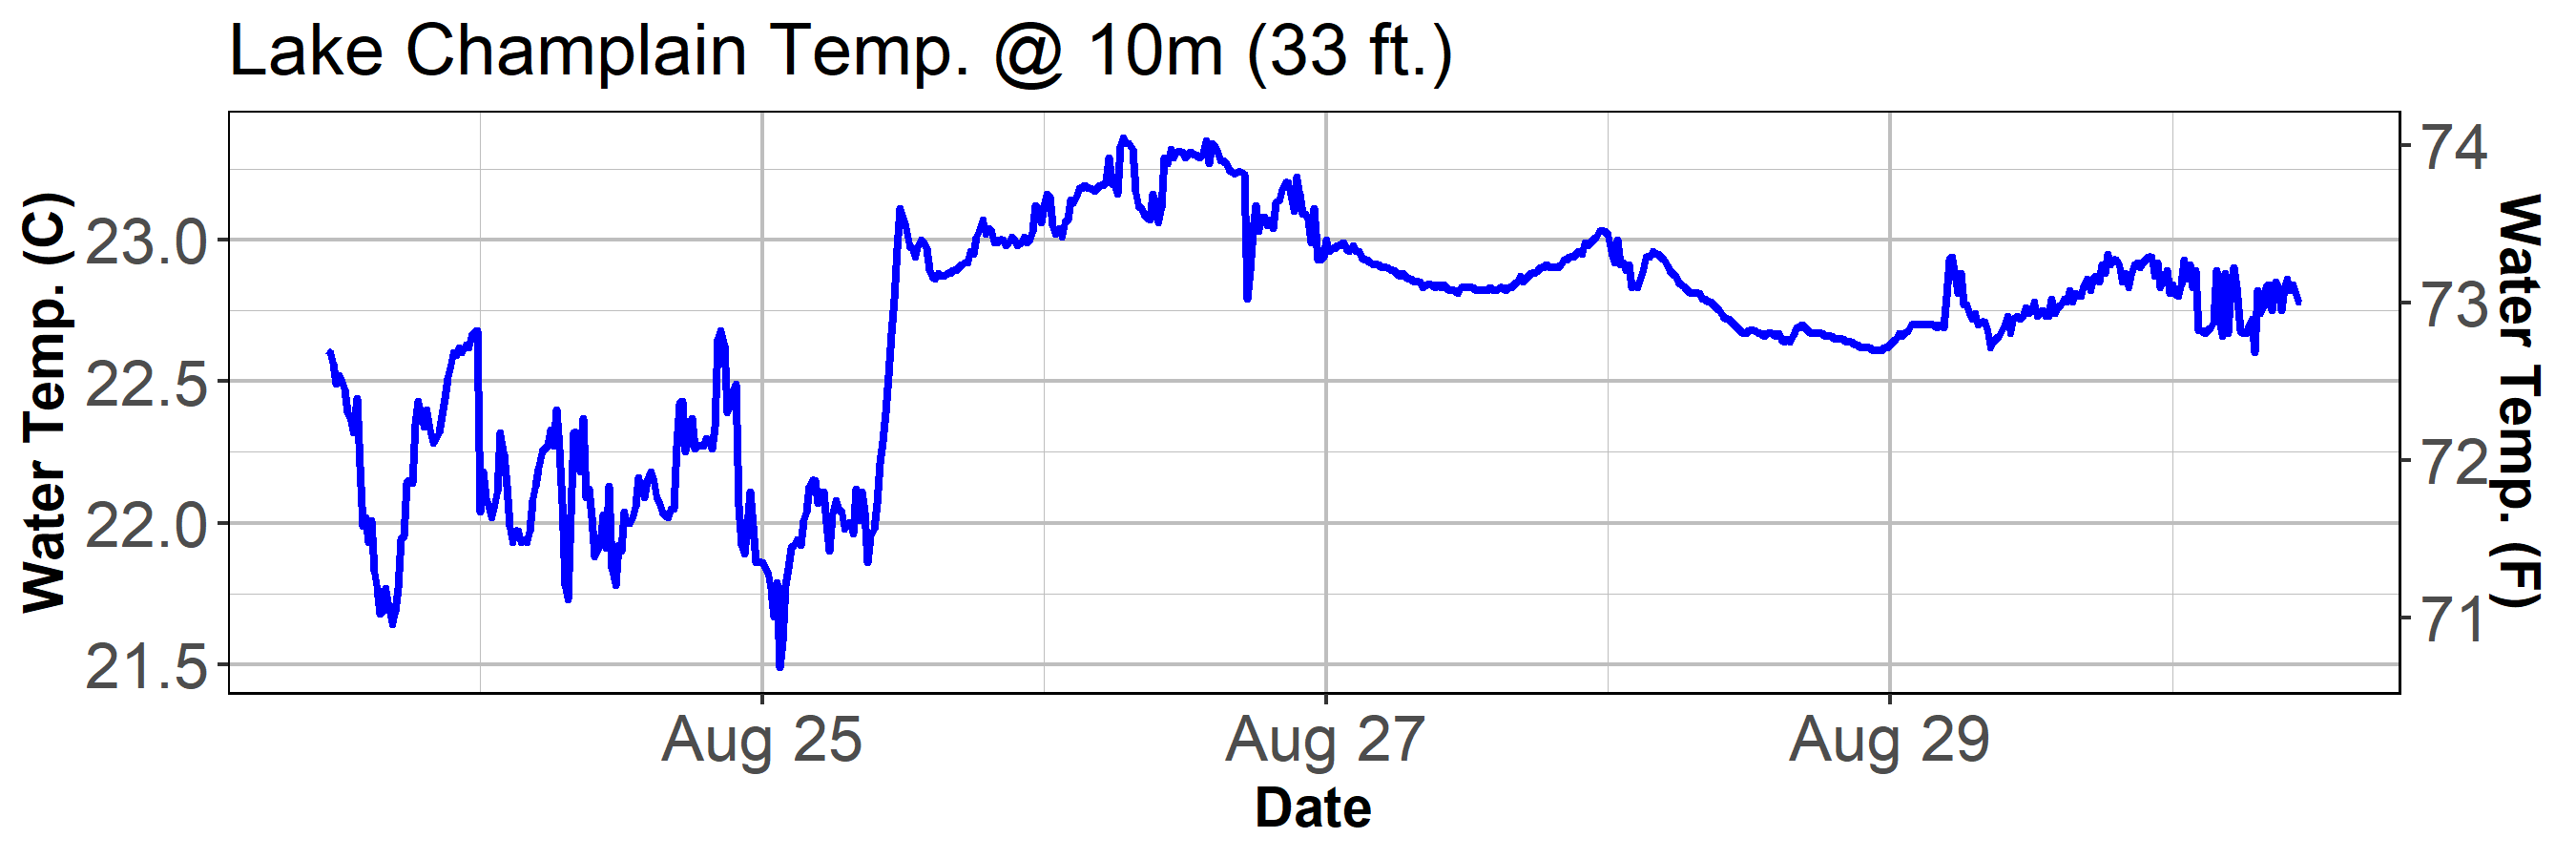 Lake Champlain Temp. @ 10m (33 ft.)
Water Temp. (C)
23.0
22.5
22.0
21.5
74
73
72
71
Water Temp. (F)
Aug 25
Aug 27
Aug 29
Date